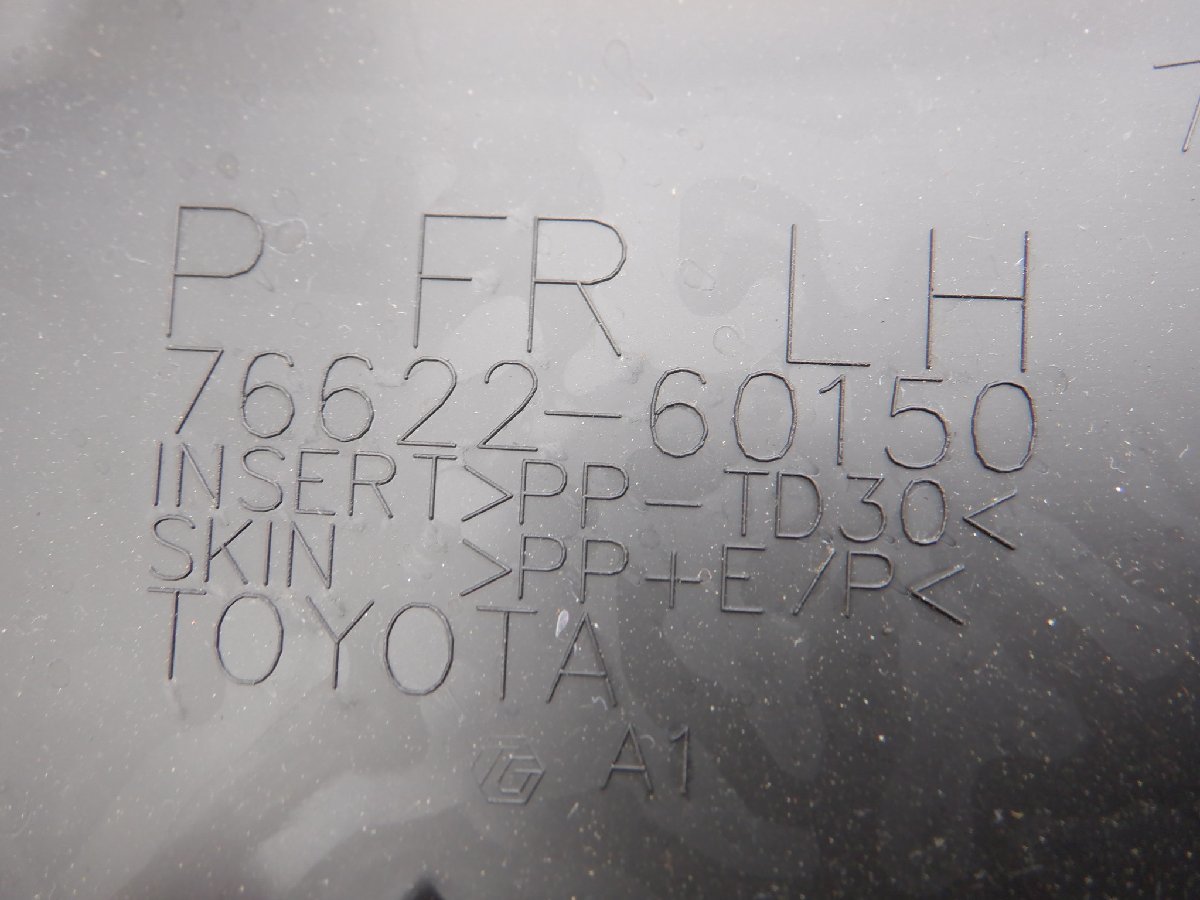 P FR LH
76622-60150
INSERT>PP-TD30<
SKIN >PP+E/P<
TOYOTA
A1